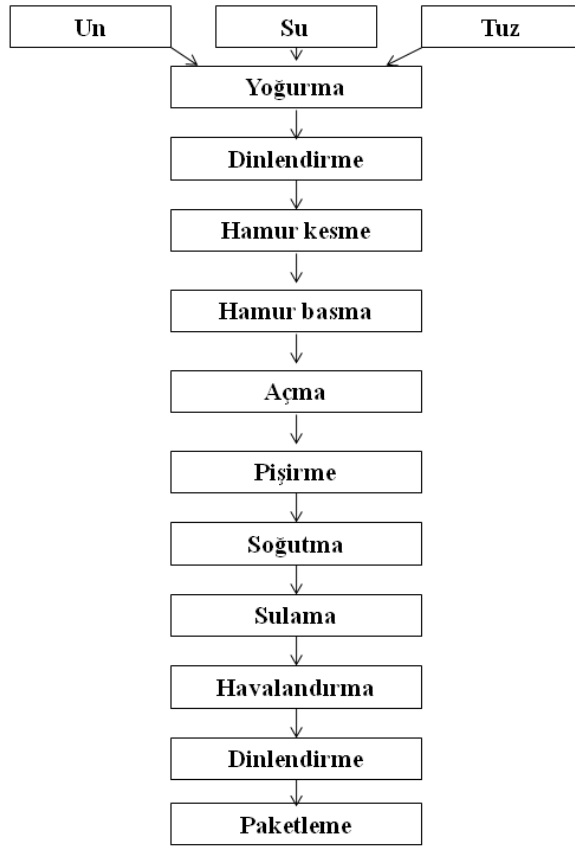 Un
Su
Tuz
Yoğurma
Dinlendirme
Hamur kesme
Hamur basma
Açma
Pişirme
Soğutma
Sulama
Havalandırma
Dinlendirme
Paketleme